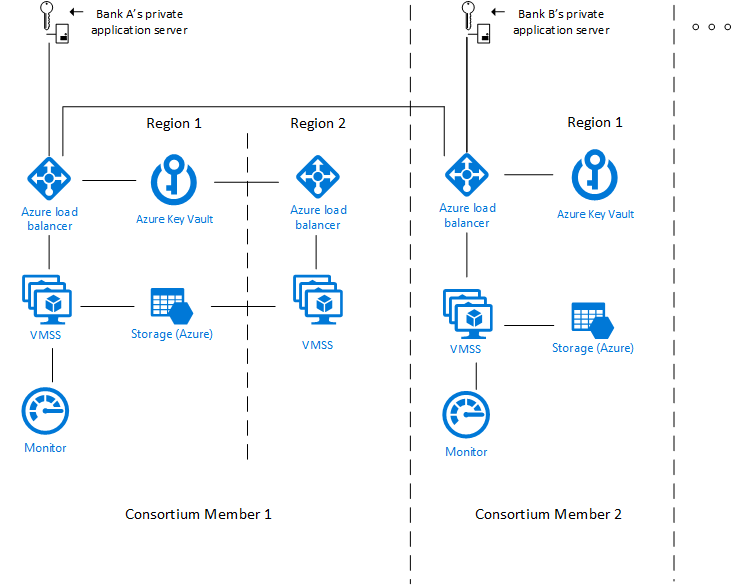 Bank A's private
application server
Bank B's private
application server
Region 1
Region 2
Region 1
Azure load
balancer
Azure Key Vault
Azure load
balancer
Azure load
balancer
Azure Key Vault
VMSS
Storage (Azure)
VMSS
VMSS
Storage (Azure)
Monitor
Monitor
Consortium Member 1
Consortium Member 2